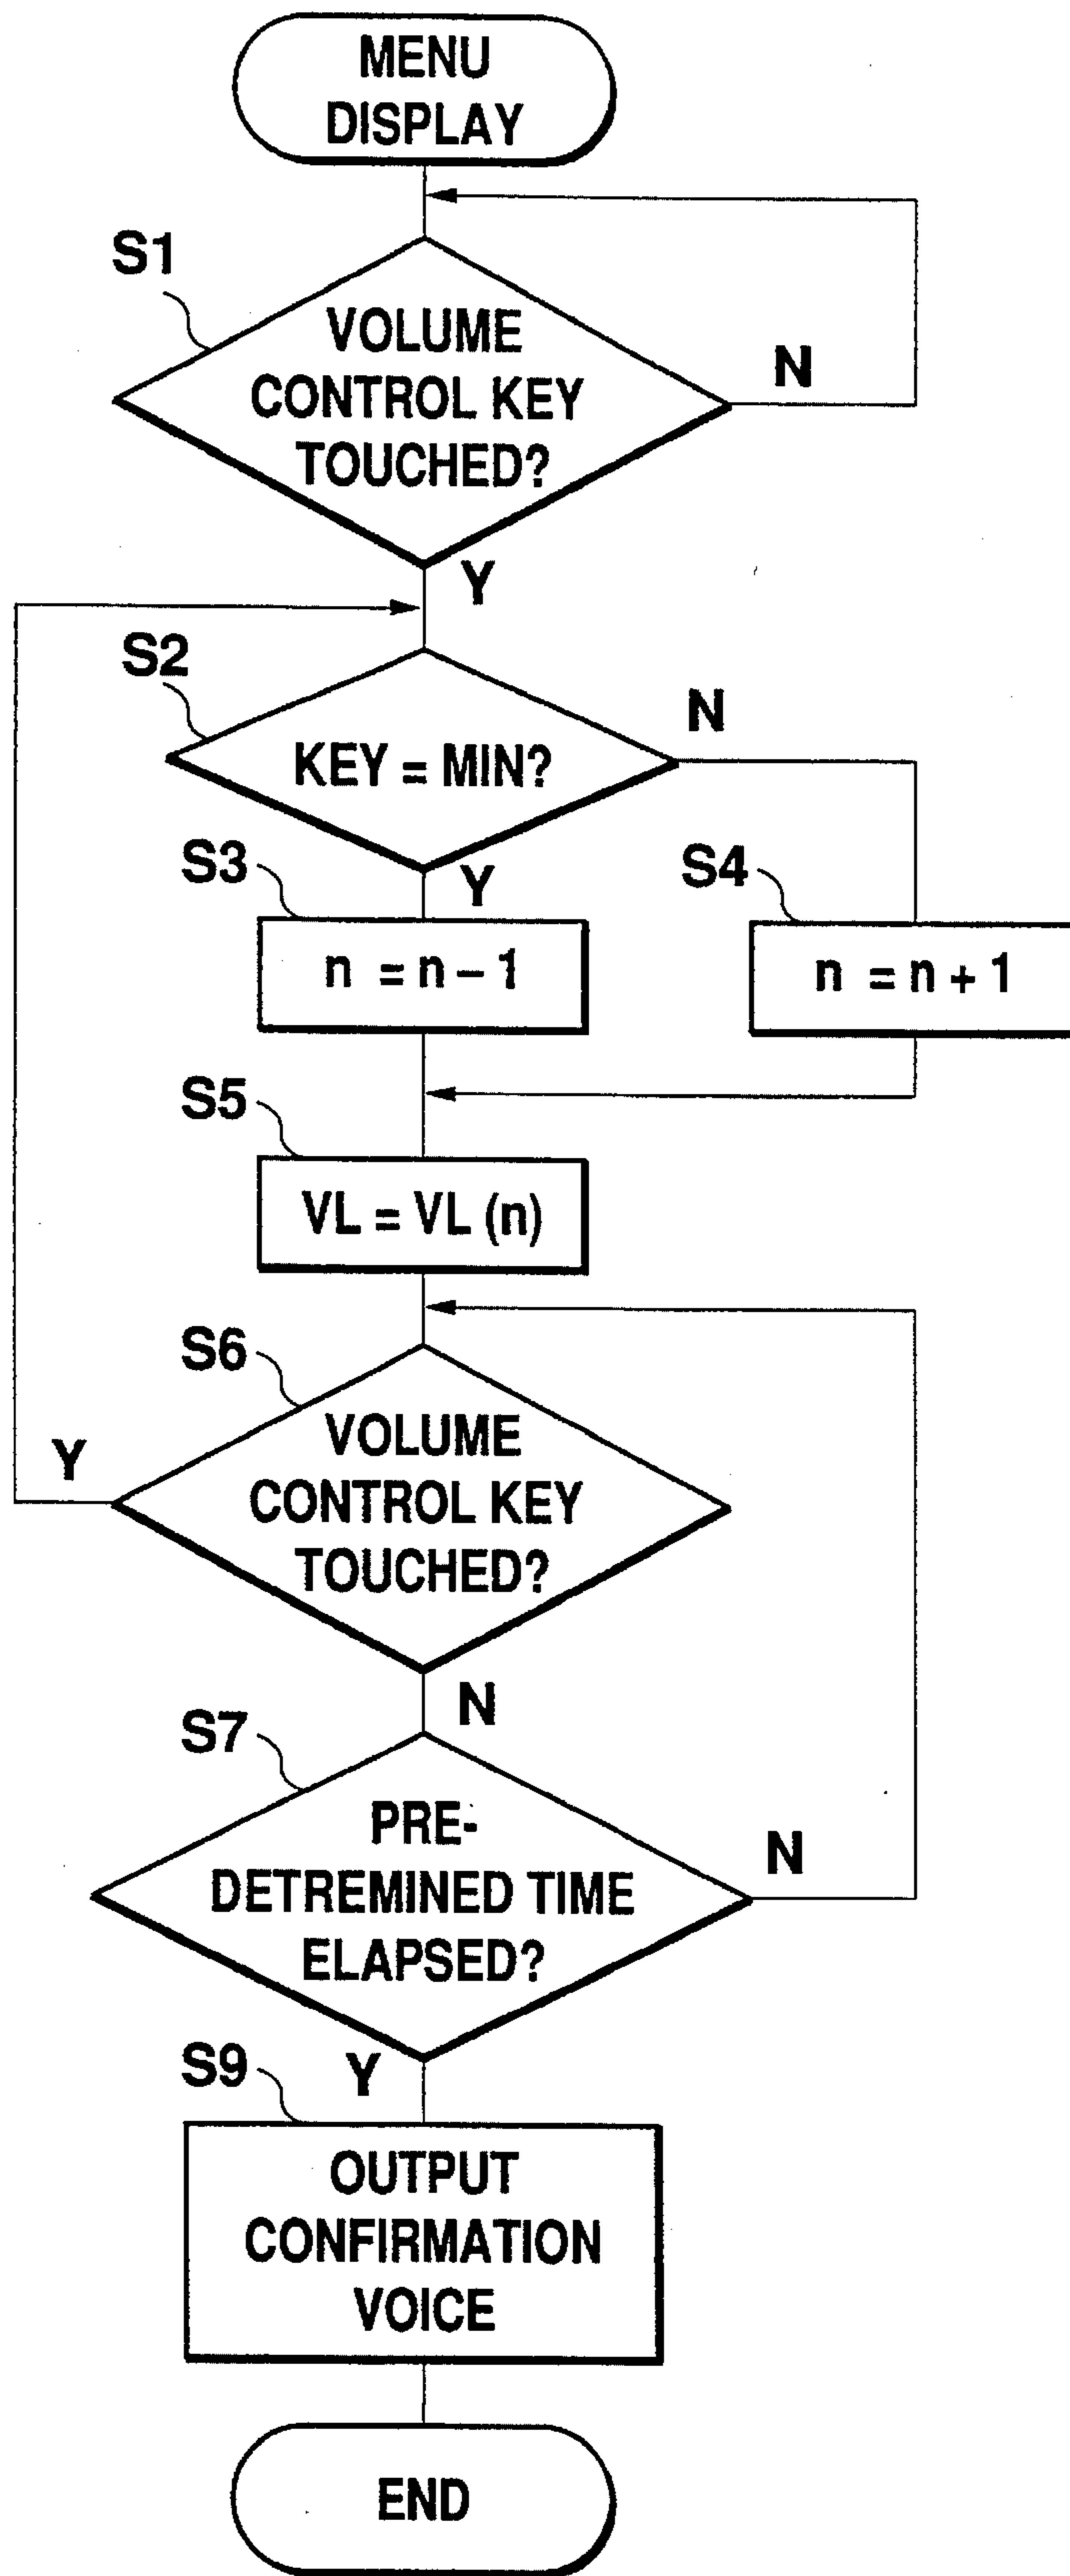 MENU
DISPLAY
S1
VOLUME
CONTROL KEY
TOUCHED?
N
Y
S2
KEY = MIN?
N
Y
S3
n = n – 1
S4
n = n + 1
S5
VL = VL (n)
S6
VOLUME
CONTROL KEY
TOUCHED?
Y
N
S7
PRE-
DETREMINED TIME
ELAPSED?
N
Y
S9
OUTPUT
CONFIRMATION
VOICE
END